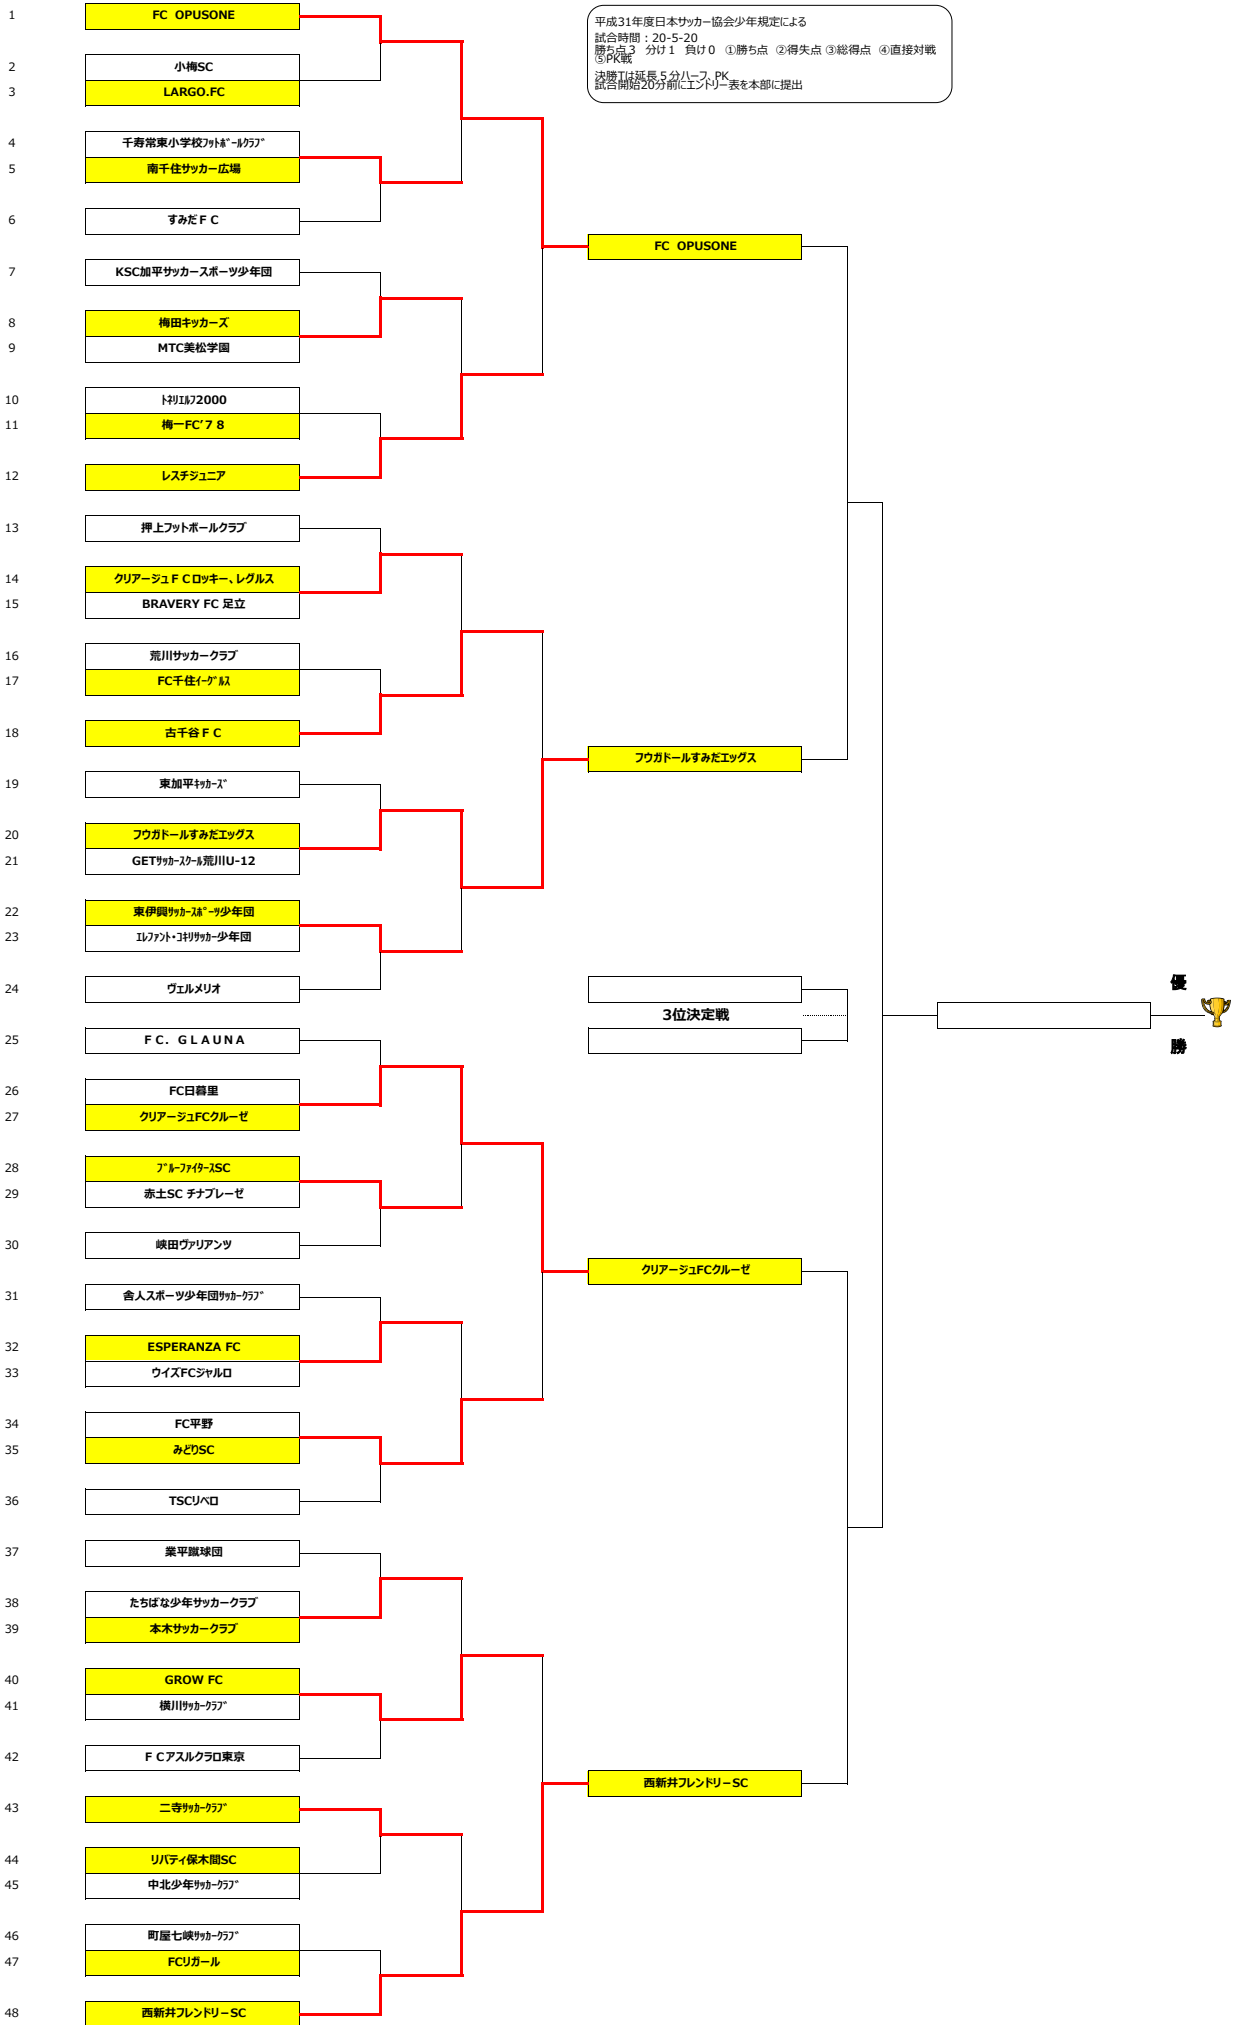 平成31年度日本サッカー協会少年規定による
試合時間：20-5-20
勝ち点３ 分け１ 負け０ ①勝ち点 ②得失点 ③総得点 ④直接対戦
⑤PK戦
決勝Tは延長５分ハーフ、PK
試合開始20分前にエントリー表を本部に提出
1 FC OPUSONE
2 小梅SC
3 LARGO.FC
4 千寿常東小学校ﾌｯﾄﾎﾞｰﾙｸﾗﾌﾞ
5 南千住サッカー広場
6 すみだＦＣ
FC OPUSONE
7 KSC加平サッカースポーツ少年団
8 梅田キッカーズ
9 MTC美松学園
10 ﾄﾈﾘｴﾙﾌ2000
11 梅一FC’７８
12 レスチジュニア
13 押上フットボールクラブ
14 クリアージュＦＣロッキー、レグルス
15 BRAVERY FC 足立
16 荒川サッカークラブ
17 FC千住ｲｰｸﾞﾙｽ
18 古千谷ＦＣ
フウガドールすみだエッグス
19 東加平ｷｯｶｰｽﾞ
20 フウガドールすみだエッグス
21 GETｻｯｶｰｽｸｰﾙ荒川U-12
22 東伊興ｻｯｶｰｽﾎﾟｰﾂ少年団
23 ｴﾚﾌｧﾝﾄ・ｺｷﾘｻｯｶｰ少年団
24 ヴェルメリオ
優
3位決定戦
勝
25 ＦＣ．ＧＬＡＵＮＡ
26 FC日暮里
27 クリアージュFCクルーゼ
28 ﾌﾞﾙｰﾌｧｲﾀｰｽSC
29 赤土SC チナブレーゼ
30 峡田ヴァリアンツ
クリアージュFCクルーゼ
31 舎人スポーツ少年団ｻｯｶｰｸﾗﾌﾞ
32 ESPERANZA FC
33 ウイズFCジャルロ
34 FC平野
35 みどりSC
36 TSCリベロ
37 業平蹴球団
38 たちばな少年サッカークラブ
39 本木サッカークラブ
40 GROW FC
41 横川ｻｯｶｰｸﾗﾌﾞ
42 ＦＣアスルクラロ東京
西新井フレンドリーSC
43 二寺ｻｯｶｰｸﾗﾌﾞ
44 リバティ保木間SC
45 中北少年ｻｯｶｰｸﾗﾌﾞ
46 町屋七峡ｻｯｶｰｸﾗﾌﾞ
47 FCリガール
48 西新井フレンドリーSC